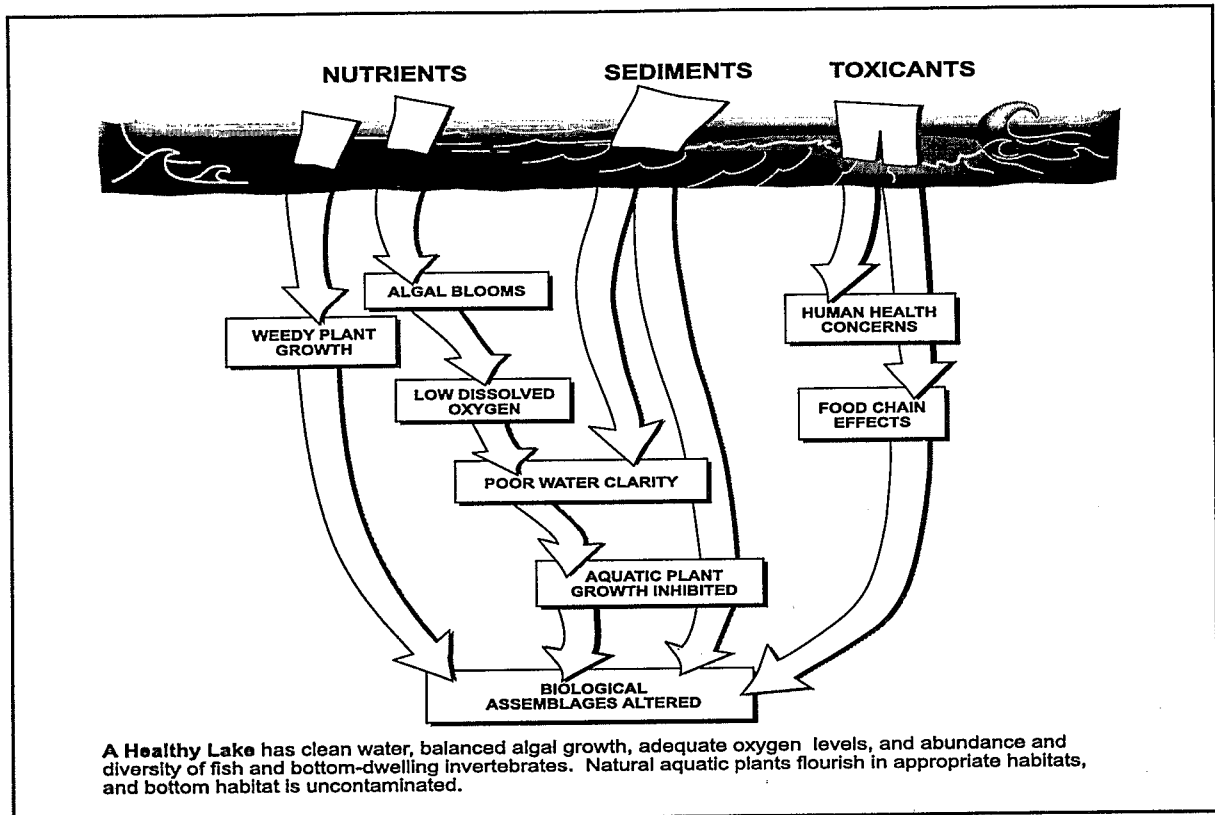 NUTRIENTS
SEDIMENTS
TOXICANTS
ALGAL BLOOMS
HUMAN HEALTH
CONCERNS
WEEDY PLANT
GROWTH
LOW DISSOLVED
OXYGEN
FOOD CHAIN
EFFECTS
POOR WATER CLARITY
AQUATIC PLANT
GROWTH INHIBITED
BIOLOGICAL
ASSEMBLAGES ALTERED
A Healthy Lake has clean water, balanced algal growth, adequate oxygen levels, and abundance and
diversity of fish and bottom-dwelling invertebrates. Natural aquatic plants flourish in appropriate habitats,
and bottom habitat is uncontaminated.